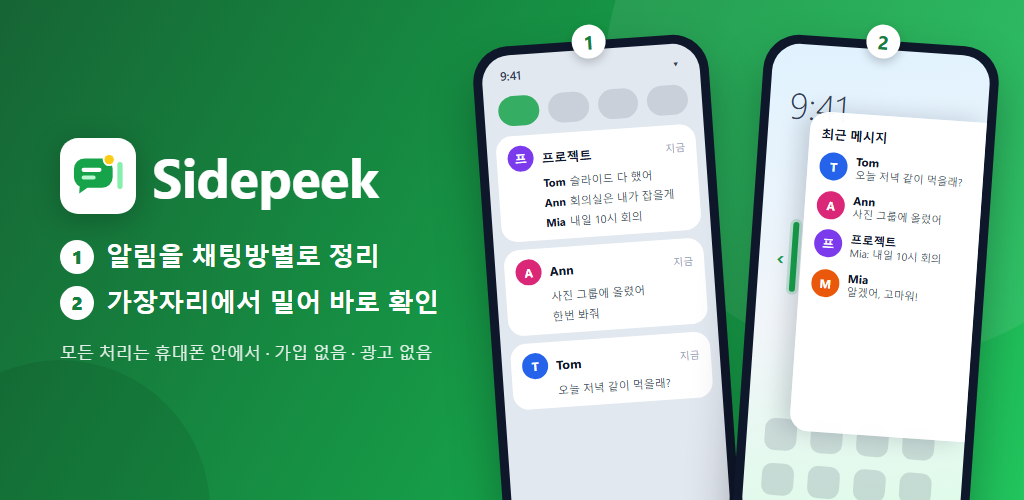 Sidepeek
1 알림을 채팅방별로 정리
2 가장자리에서 밀어 바로 확인
모든 처리는 휴대폰 안에서 · 가입 없음 · 광고 없음
1
9:41
프 프로젝트 지금
Tom 슬라이드 다 했어
Ann 회의실은 내가 잡을게
Mia 내일 10시 회의
A Ann 지금
사진 그룹에 올렸어
한번 봐줘
T Tom 지금
오늘 저녁 같이 먹을래?
2
9:41
최근 메시지
T Tom
오늘 저녁 같이 먹을래?
A Ann
사진 그룹에 올렸어
프 프로젝트
Mia: 내일 10시 회의
M Mia
알겠어, 고마워!